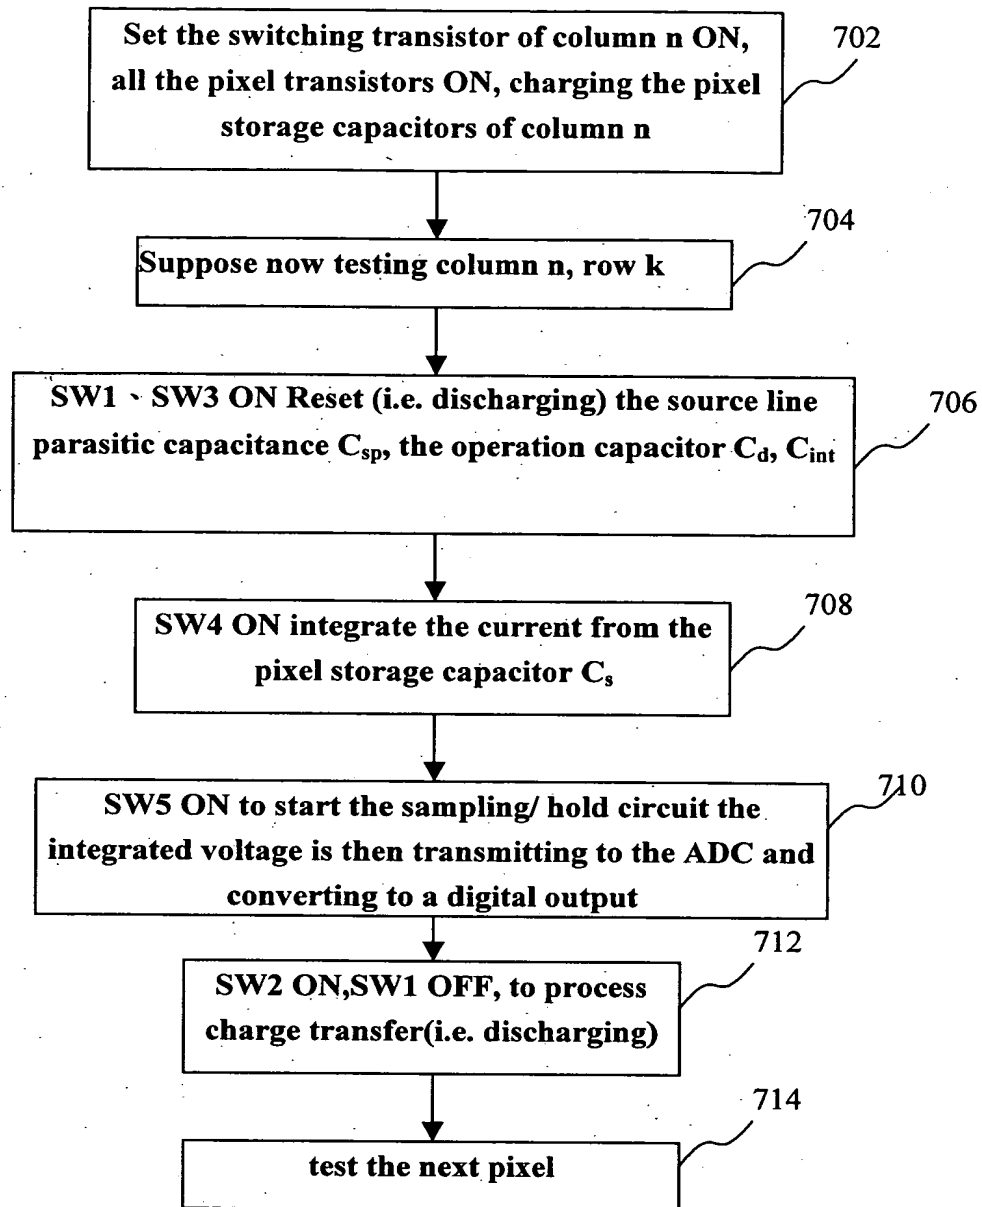 Set the switching transistor of column n ON,
702
all the pixel transistors ON, charging the pixel
storage capacitors of column n
704
Suppose now testing column n, row k
SW1、SW3 ON Reset (i.e. discharging) the source line
706
parasitic capacitance Csp, the operation capacitor Cd, Cint
708
SW4 ON integrate the current from the
pixel storage capacitor Cs
710
SW5 ON to start the sampling/ hold circuit the
integrated voltage is then transmitting to the ADC and
converting to a digital output
712
SW2 ON,SW1 OFF, to process
charge transfer(i.e. discharging)
714
test the next pixel